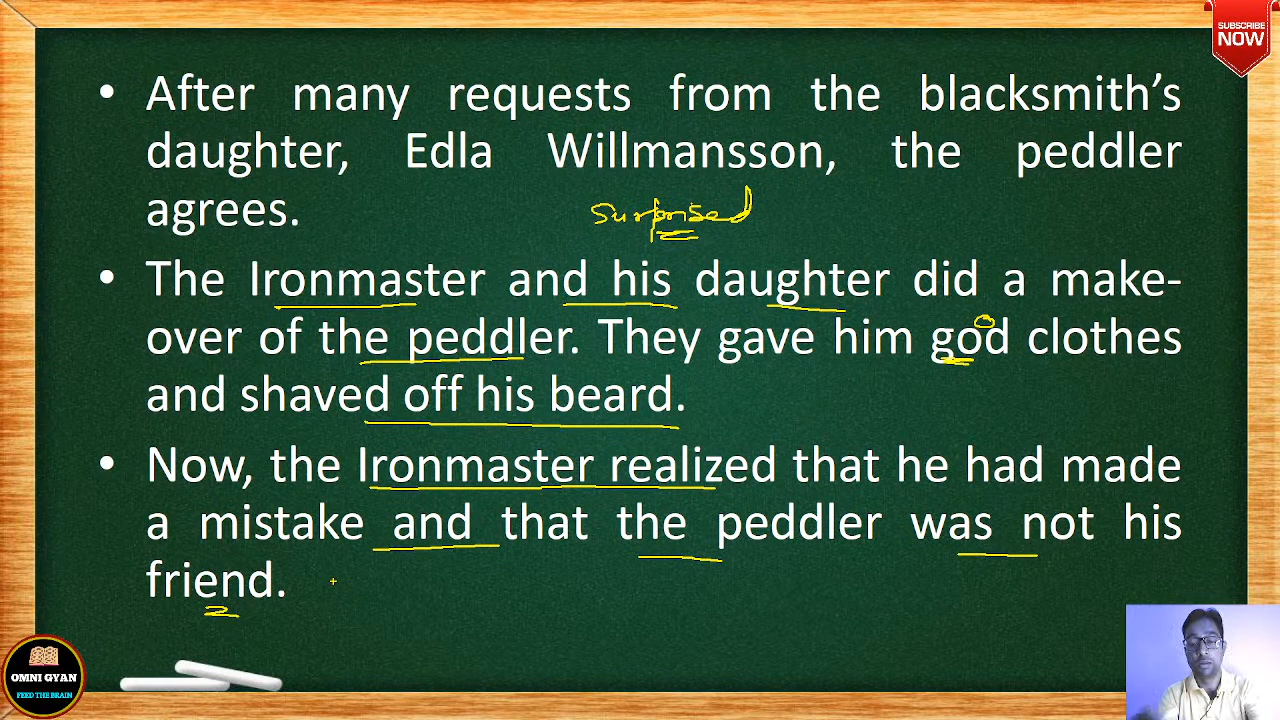 SUBSCRIBE
NOW
• After many requests from the blacksmith’s
daughter, Edla Willmansson, the peddler
agrees.
Surprised
• The Ironmaster and his daughter did a make-
over of the peddler. They gave him god clothes
o
and shaved off his beard.
• Now, the Ironmaster realized that he had made
a mistake and that the peddler was not his
friend.
OMNI GYAN
FEED THE BRAIN